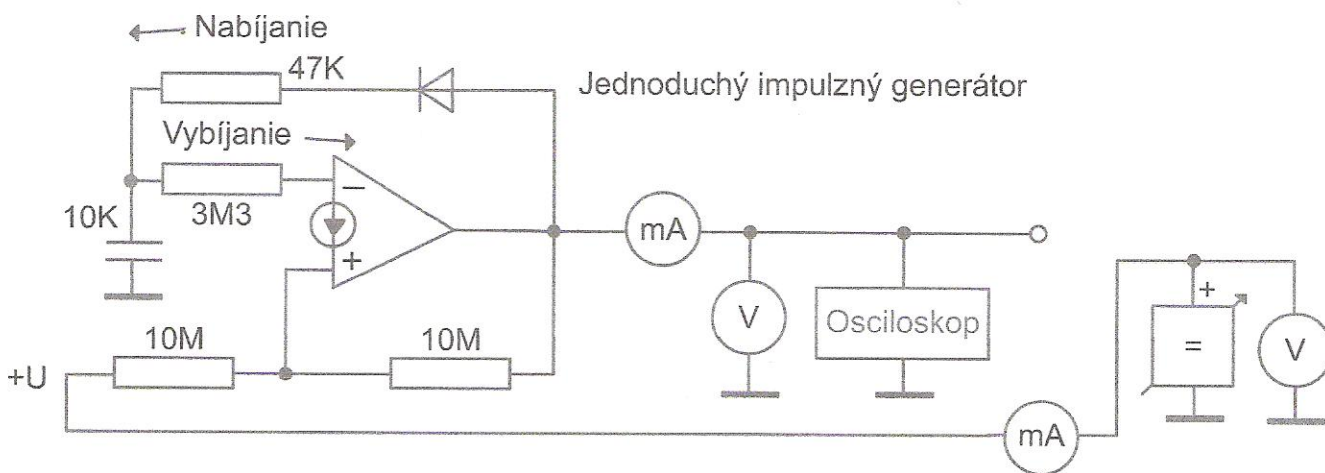 Nabíjanie
47K
Jednoduchý impulzný generátor
Vybíjanie
−
3M3
10K
+
mA
V
Osciloskop
+
=
V
10M
10M
+U
mA